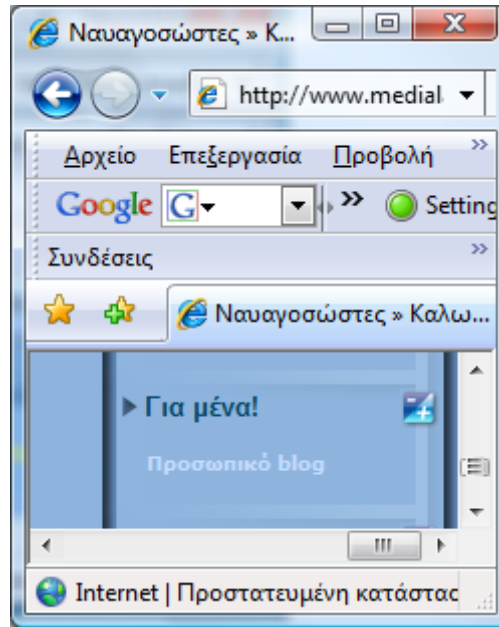 Ναυαγοσώστες » Κ...
http://www.medial
Αρχείο Επεξεργασία Προβολή »
Google G »  Setting
Συνδέσεις »
Ναυαγοσώστες » Καλω...
Για μένα!
Προσωπικό blog
Internet | Προστατευμένη κατάστας